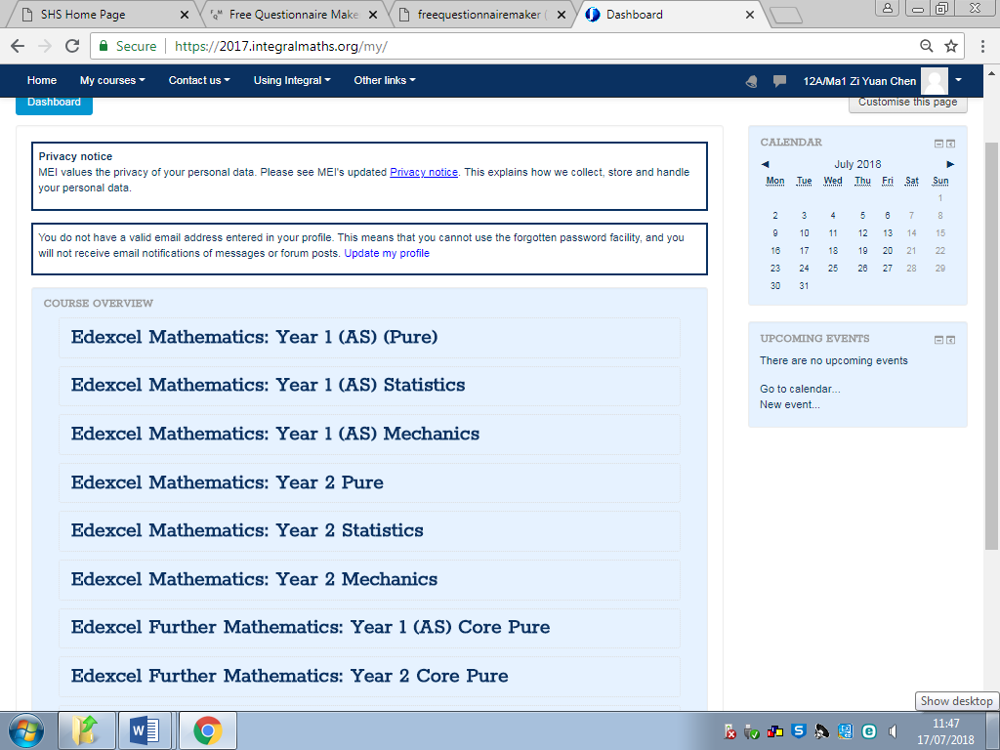 SHS Home Page
Free Questionnaire Make
freequestionnairemaker
Dashboard
Secure
https://2017.integralmaths.org/my/
Home
My courses
Contact us
Using Integral
Other links
12A/Ma1 Zi Yuan Chen
Dashboard
Customise this page
Privacy notice
MEI values the privacy of your personal data. Please see MEI's updated Privacy notice. This explains how we collect, store and handle
your personal data.
You do not have a valid email address entered in your profile. This means that you cannot use the forgotten password facility, and you
will not receive email notifications of messages or forum posts. Update my profile
COURSE OVERVIEW
Edexcel Mathematics: Year 1 (AS) (Pure)
Edexcel Mathematics: Year 1 (AS) Statistics
Edexcel Mathematics: Year 1 (AS) Mechanics
Edexcel Mathematics: Year 2 Pure
Edexcel Mathematics: Year 2 Statistics
Edexcel Mathematics: Year 2 Mechanics
Edexcel Further Mathematics: Year 1 (AS) Core Pure
Edexcel Further Mathematics: Year 2 Core Pure
CALENDAR
July 2018
Mon Tue Wed Thu Fri Sat Sun
1
2 3 4 5 6 7 8
9 10 11 12 13 14 15
16 17 18 19 20 21 22
23 24 25 26 27 28 29
30 31
UPCOMING EVENTS
There are no upcoming events
Go to calendar...
New event...
Show desktop
11:47
17/07/2018